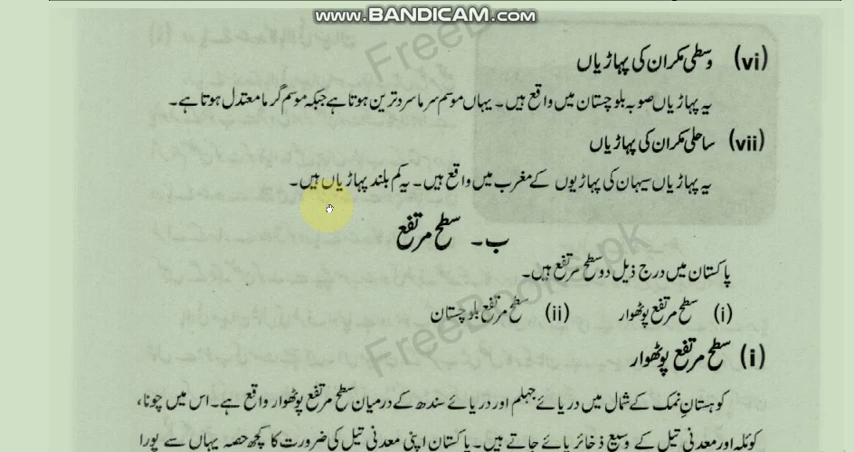 WWW.BANDICAM.COM
(vi) وسطی مکران کی پہاڑیاں
یہ پہاڑیاں صوبہ بلوچستان میں واقع ہیں۔ یہاں موسم سرما سرد ترین ہوتا ہے جبکہ موسم گرما معتدل ہوتا ہے۔
(vii) ساحلی مکران کی پہاڑیاں
یہ پہاڑیاں سیہان کی پہاڑیوں کے مغرب میں واقع ہیں۔ یہ کم بلند پہاڑیاں ہیں۔
ب۔ سطح مرتفع
پاکستان میں درج ذیل دو سطح مرتفع ہیں۔
(i) سطح مرتفع پوٹھوار (ii) سطح مرتفع بلوچستان
(i) سطح مرتفع پوٹھوار
کوہستانِ نمک کے شمال میں دریائے جہلم اور دریائے سندھ کے درمیان سطح مرتفع پوٹھوار واقع ہے۔ اس میں چونا،
کوئلہ اور معدنی تیل کے وسیع ذخائر پائے جاتے ہیں۔ پاکستان اپنی معدنی تیل کی ضرورت کا کچھ حصہ یہاں سے پورا